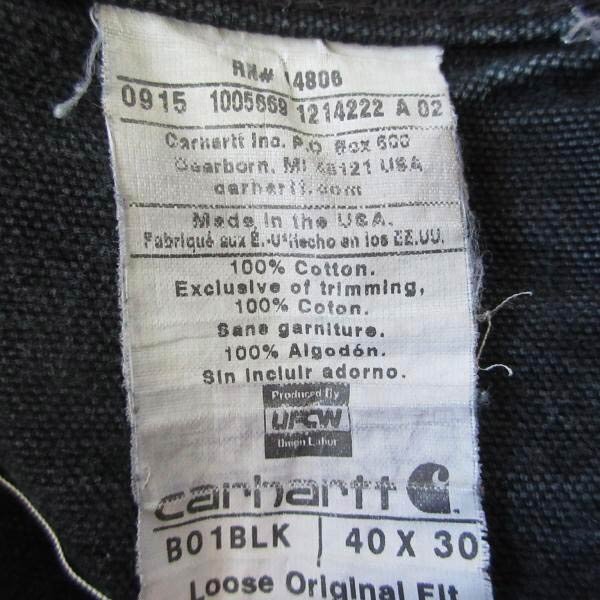 RN# 14806
0915 1005669 1214222 A 02
Carhartt Inc. P.O. Box 600
Dearborn, MI 48121 USA
carhartt.com
Made in the USA.
Fabriqué aux É.-U*Hecho en los EE.UU.
100% Cotton.
Exclusive of trimming,
100% Coton.
Sans garniture.
100% Algodón.
Sin incluir adorno.
Produced By
UFCW
Union Labor
carhartt
B01BLK 40 X 30
Loose Original Fit